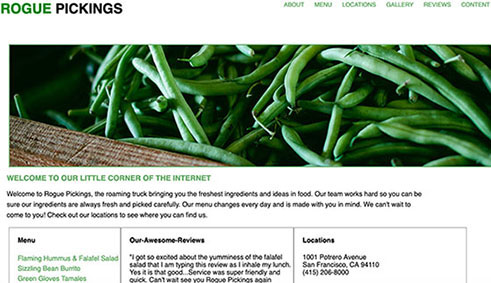 ROGUE PICKINGS
ABOUT MENU LOCATIONS GALLERY REVIEWS CONTENT
WELCOME TO OUR LITTLE CORNER OF THE INTERNET
Welcome to Rogue Pickings, the roaming truck bringing you the freshest ingredients and ideas in food. Our team works hard so you can be
sure our ingredients are always fresh and picked carefully. Our menu changes every day and is made with you in mind. We can't wait to
come to you! Check out our locations to see where you can find us.
Menu
Flaming Hummus & Falafel Salad
Sizzling Bean Burrito
Green Gloves Tamales
Our-Awesome-Reviews
"I got so excited about the yumminess of the falafel
salad that I am typing this review as I inhale my lunch.
Yes it is that good...Service was super friendly and
quick. Can't wait see you Rogue Pickings again
Locations
1001 Potrero Avenue
San Francisco, CA 94110
(415) 206-8000